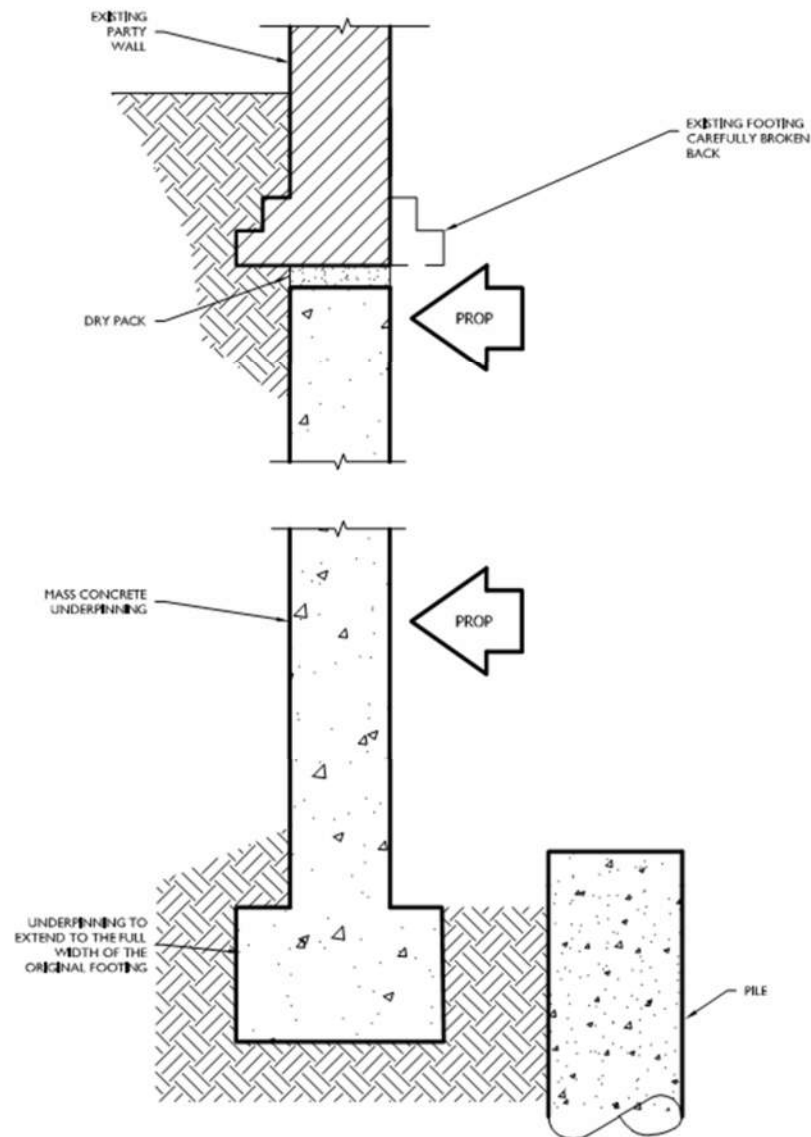 EXISTING
PARTY
WALL
EXISTING FOOTING
CAREFULLY BROKEN
BACK
DRY PACK
PROP
MASS CONCRETE
UNDERPINNING
PROP
UNDERPINNING TO
EXTEND TO THE FULL
WIDTH OF THE
ORIGINAL FOOTING
PILE